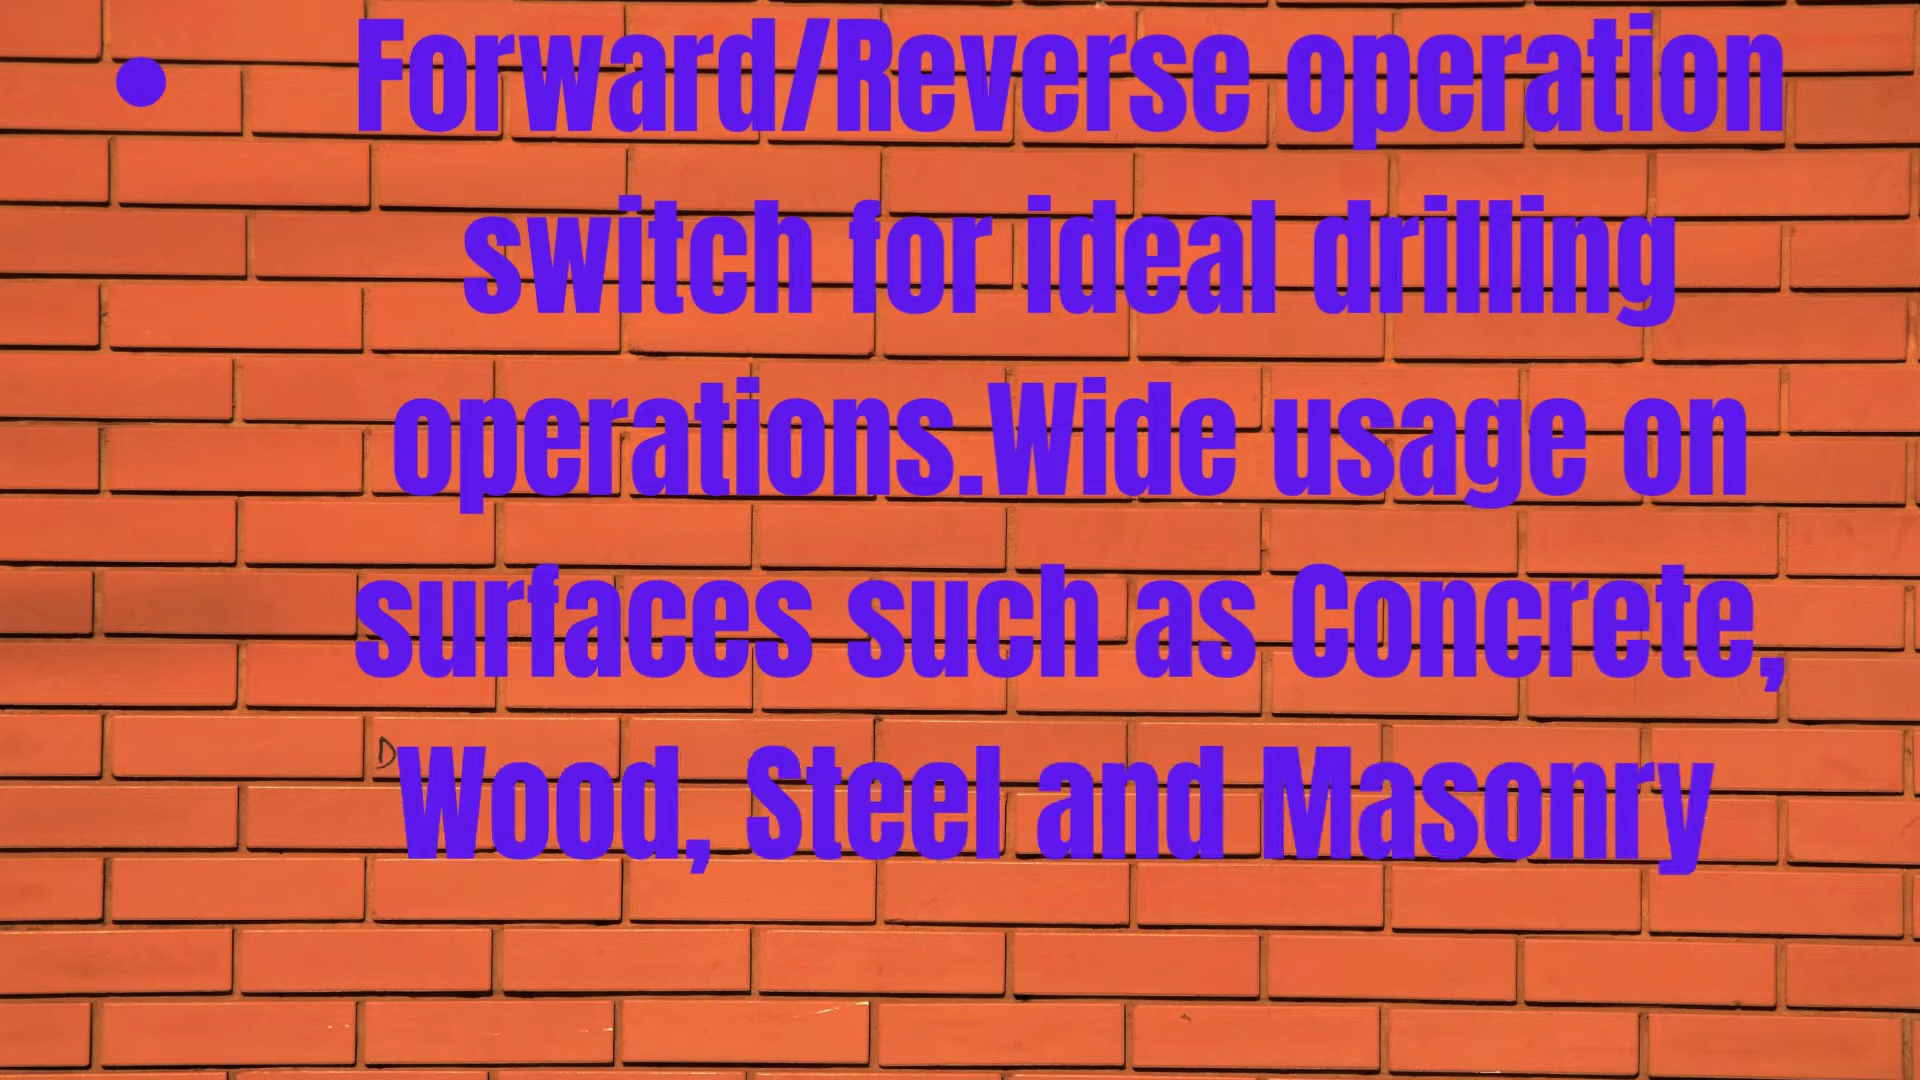 • Forward/Reverse operation
switch for ideal drilling
operations.Wide usage on
surfaces such as Concrete,
D
Wood, Steel and Masonry